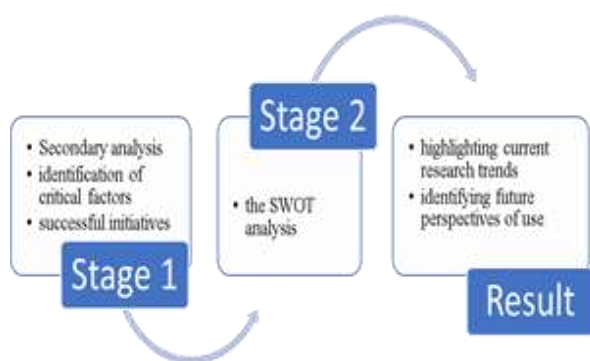 • Secondary analysis
• identification of
critical factors
• successful initiatives
Stage 1
Stage 2
• the SWOT
analysis
• highlighting current
research trends
• identifying future
perspectives of use
Result